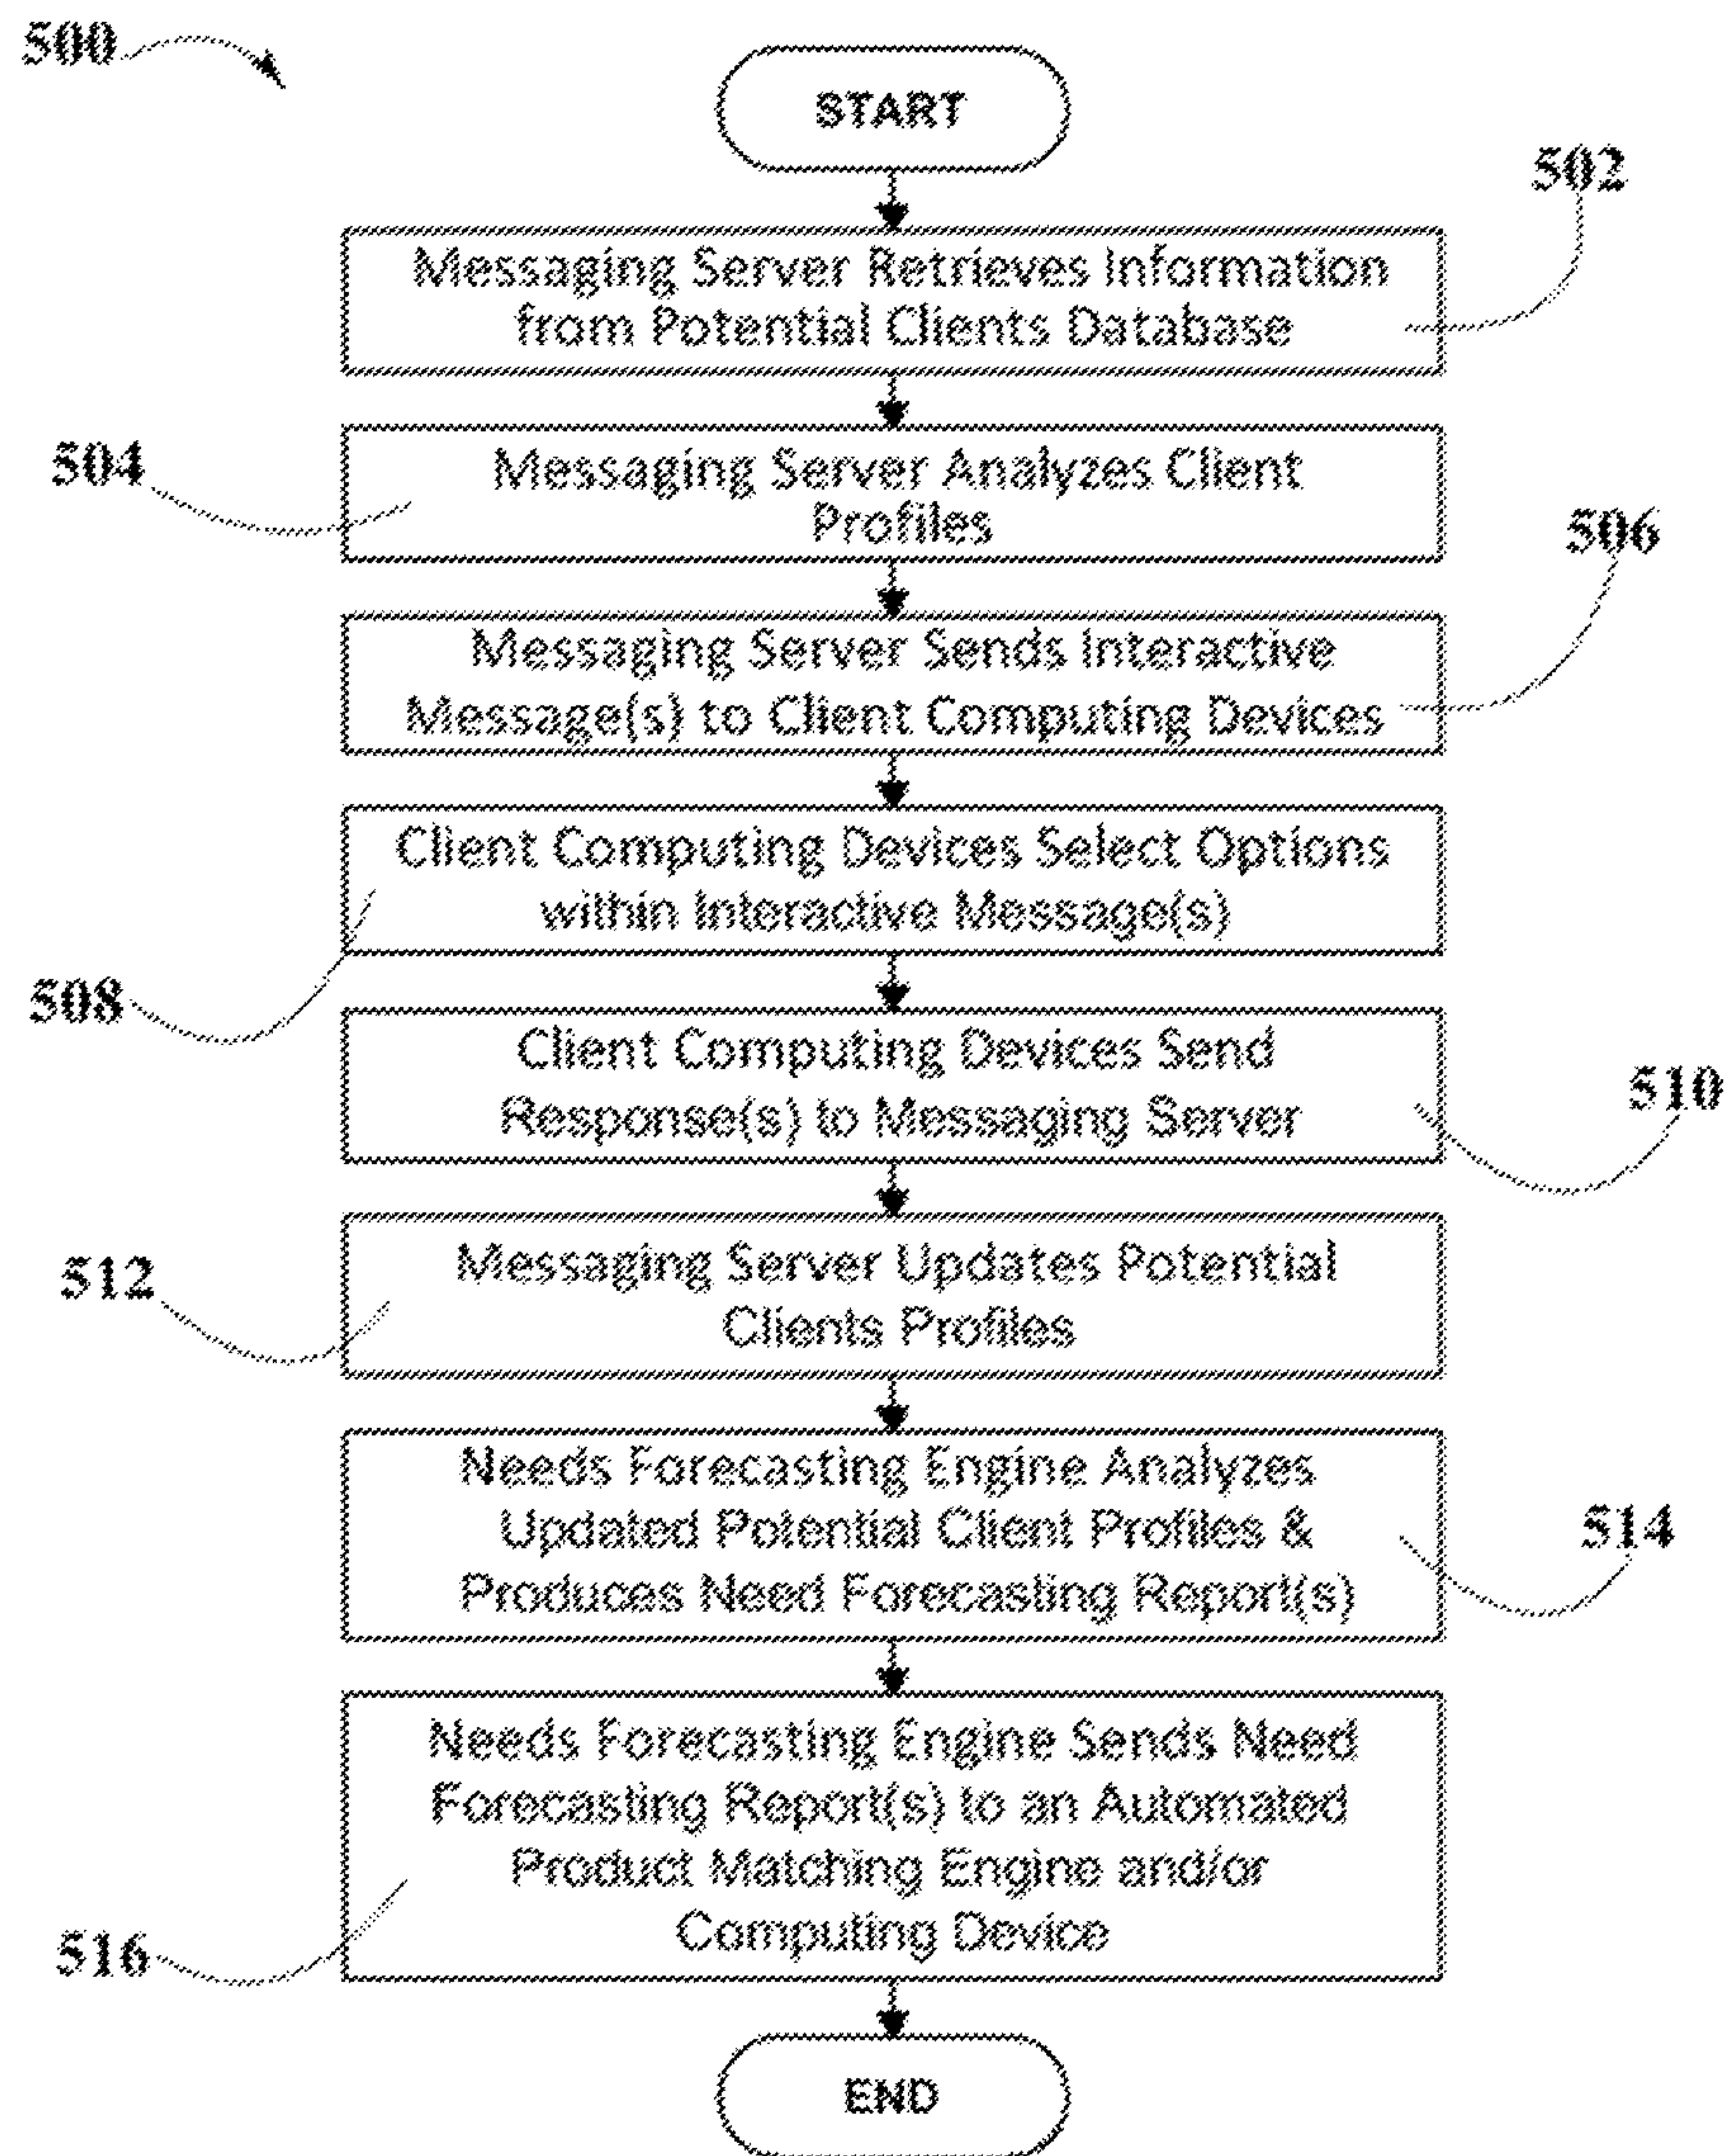 500
START
502
Messaging Server Retrieves Information
from Potential Clients Database
504
Messaging Server Analyzes Client
Profiles
506
Messaging Server Sends Interactive
Message(s) to Client Computing Devices
Client Computing Devices Select Options
within Interactive Message(s)
508
Client Computing Devices Send
Response(s) to Messaging Server
510
512
Messaging Server Updates Potential
Clients Profiles
Needs Forecasting Engine Analyzes
Updated Potential Client Profiles &
Produces Need Forecasting Report(s)
514
Needs Forecasting Engine Sends Need
Forecasting Report(s) to an Automated
Product Matching Engine and/or
Computing Device
516
END